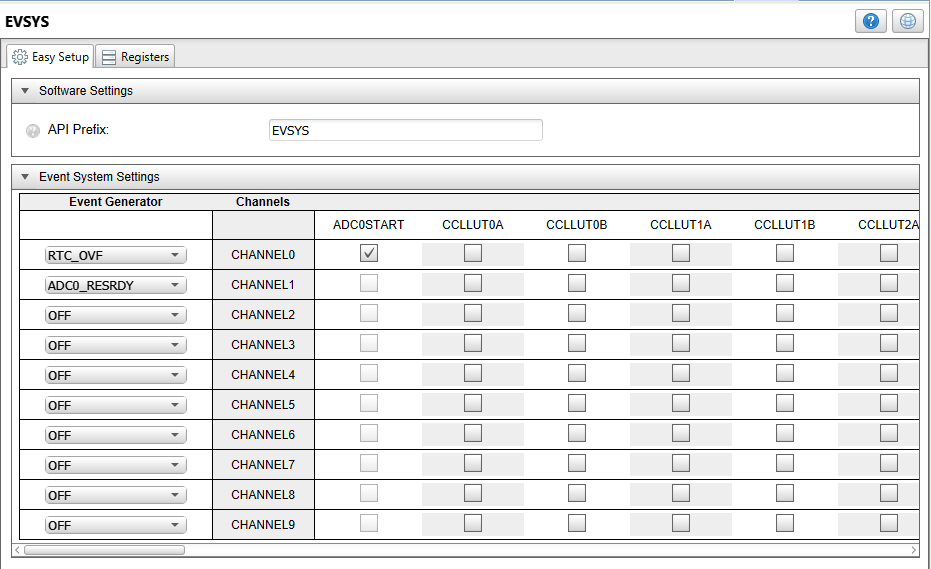 EVSYS
?
Easy Setup Registers
Software Settings
? API Prefix: EVSYS
Event System Settings
Event Generator Channels
ADC0START CCLLUT0A CCLLUT0B CCLLUT1A CCLLUT1B CCLLUT2A
RTC_OVF CHANNEL0
ADC0_RESRDY CHANNEL1
OFF CHANNEL2
OFF CHANNEL3
OFF CHANNEL4
OFF CHANNEL5
OFF CHANNEL6
OFF CHANNEL7
OFF CHANNEL8
OFF CHANNEL9